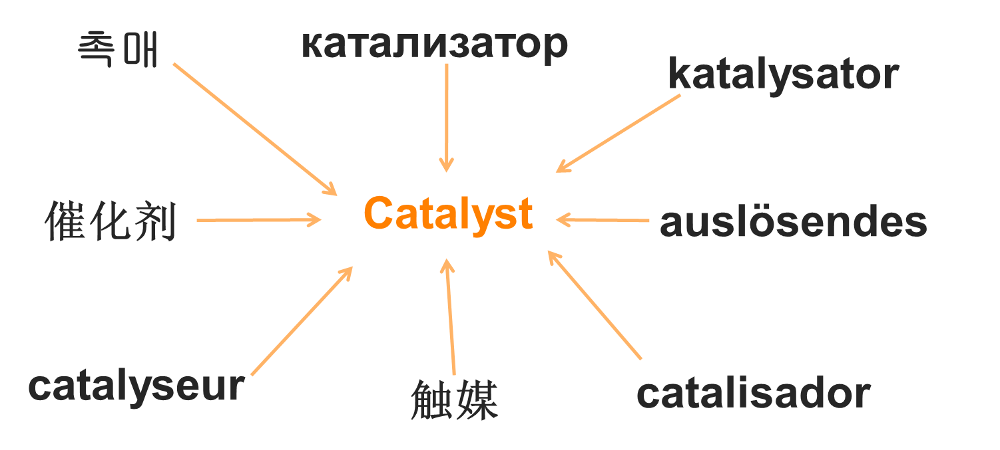 촉매
катализатор
katalysator
催化剂
Catalyst
auslösendes
catalyseur
触媒
catalisador